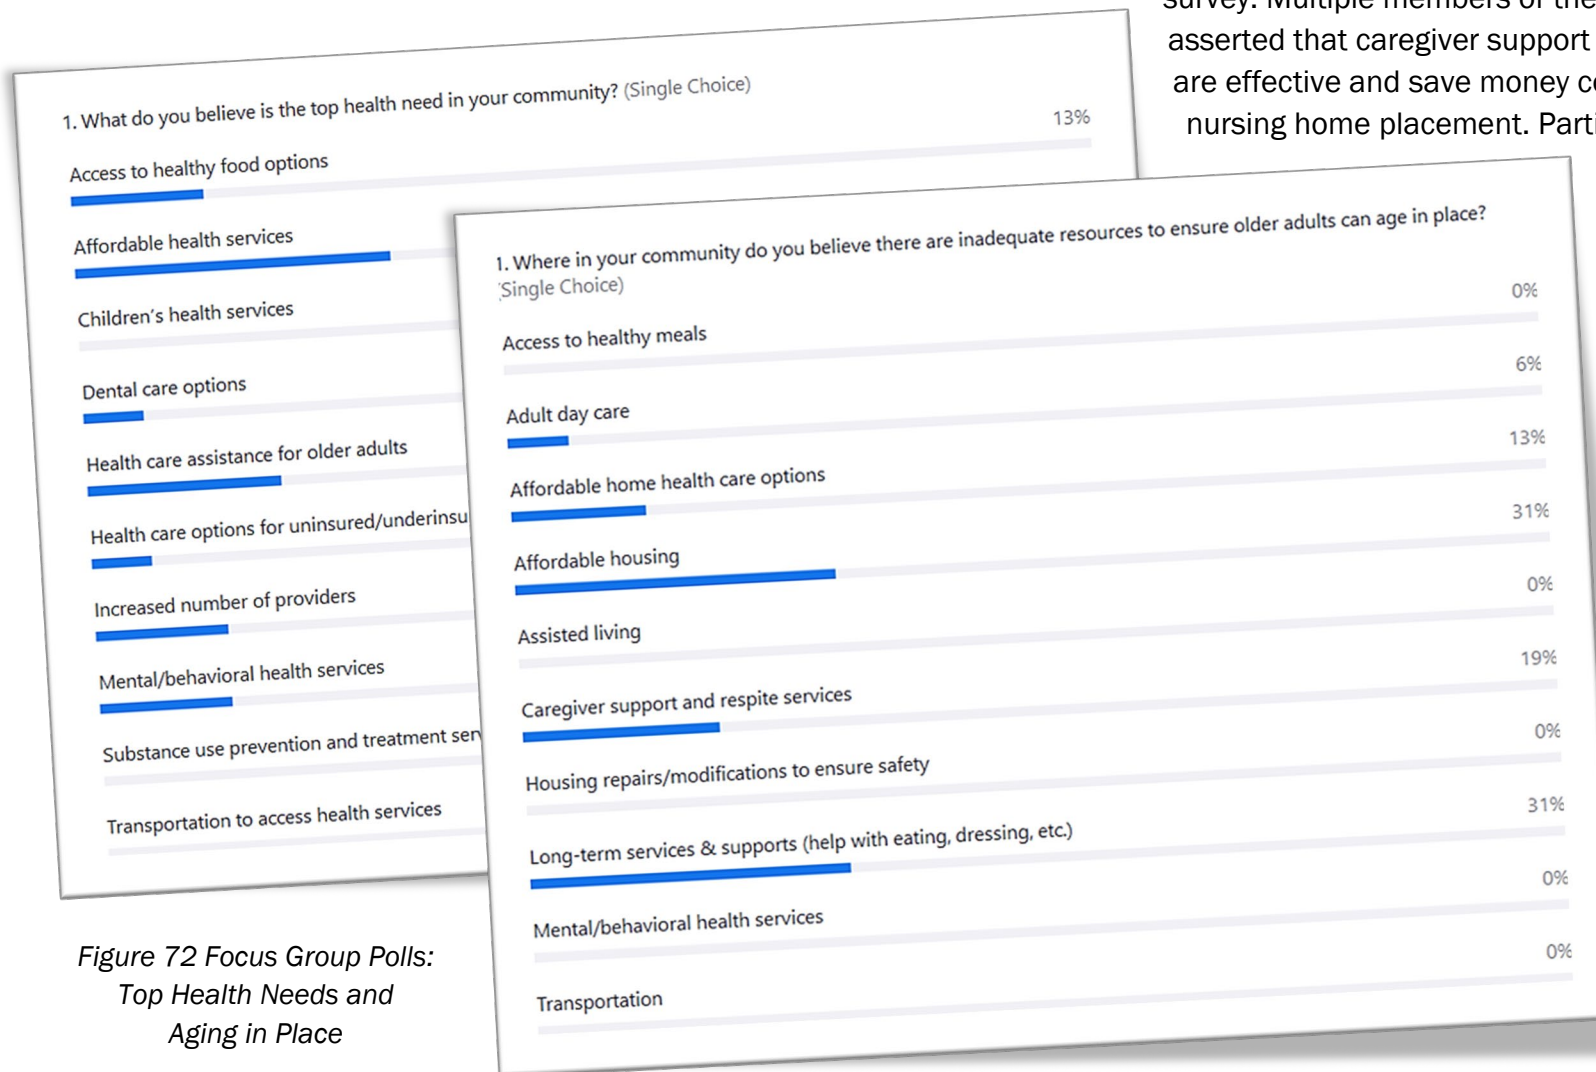 survey. Multiple members of the
asserted that caregiver support
are effective and save money
nursing home placement.
1. What do you believe is the top health need in your community? (Single Choice)
13%
Access to healthy food options
Affordable health services
Children's health services
Dental care options
Health care assistance for older adults
Health care options for
Increased number of providers
Mental/behavioral health services
Substance use prevention and treatment
Transportation to access health services
1. Where in your community do you believe there are inadequate resources to ensure older adults can age in place?
(Single Choice)
0%
Access to healthy meals
6%
Adult day care
13%
Affordable home health care options
31%
Affordable housing
0%
Assisted living
19%
Caregiver support and respite services
0%
Housing repairs/modifications to ensure safety
31%
Long-term services & supports (help with eating, dressing, etc.)
0%
Mental/behavioral health services
0%
Transportation
Figure 72 Focus Group Polls:
Top Health Needs and
Aging in Place